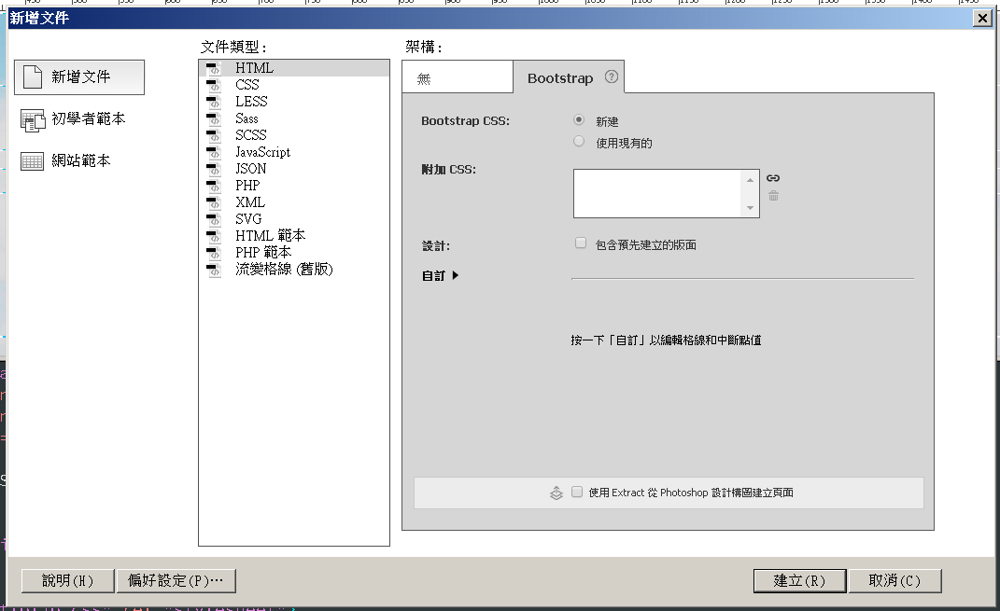 新增文件
文件類型：
架構：
新增文件
初學者範本
網站範本
HTML
CSS
LESS
Sass
SCSS
JavaScript
JSON
PHP
XML
SVG
HTML 範本
PHP 範本
流變格線 (舊版)
無
Bootstrap ?
Bootstrap CSS:
新建
使用現有的
附加 CSS:
設計:
包含預先建立的版面
自訂
按一下「自訂」以編輯格線和中斷點值
使用 Extract 從 Photoshop 設計構圖建立頁面
說明(H)
偏好設定(P)…
建立(R)
取消(C)